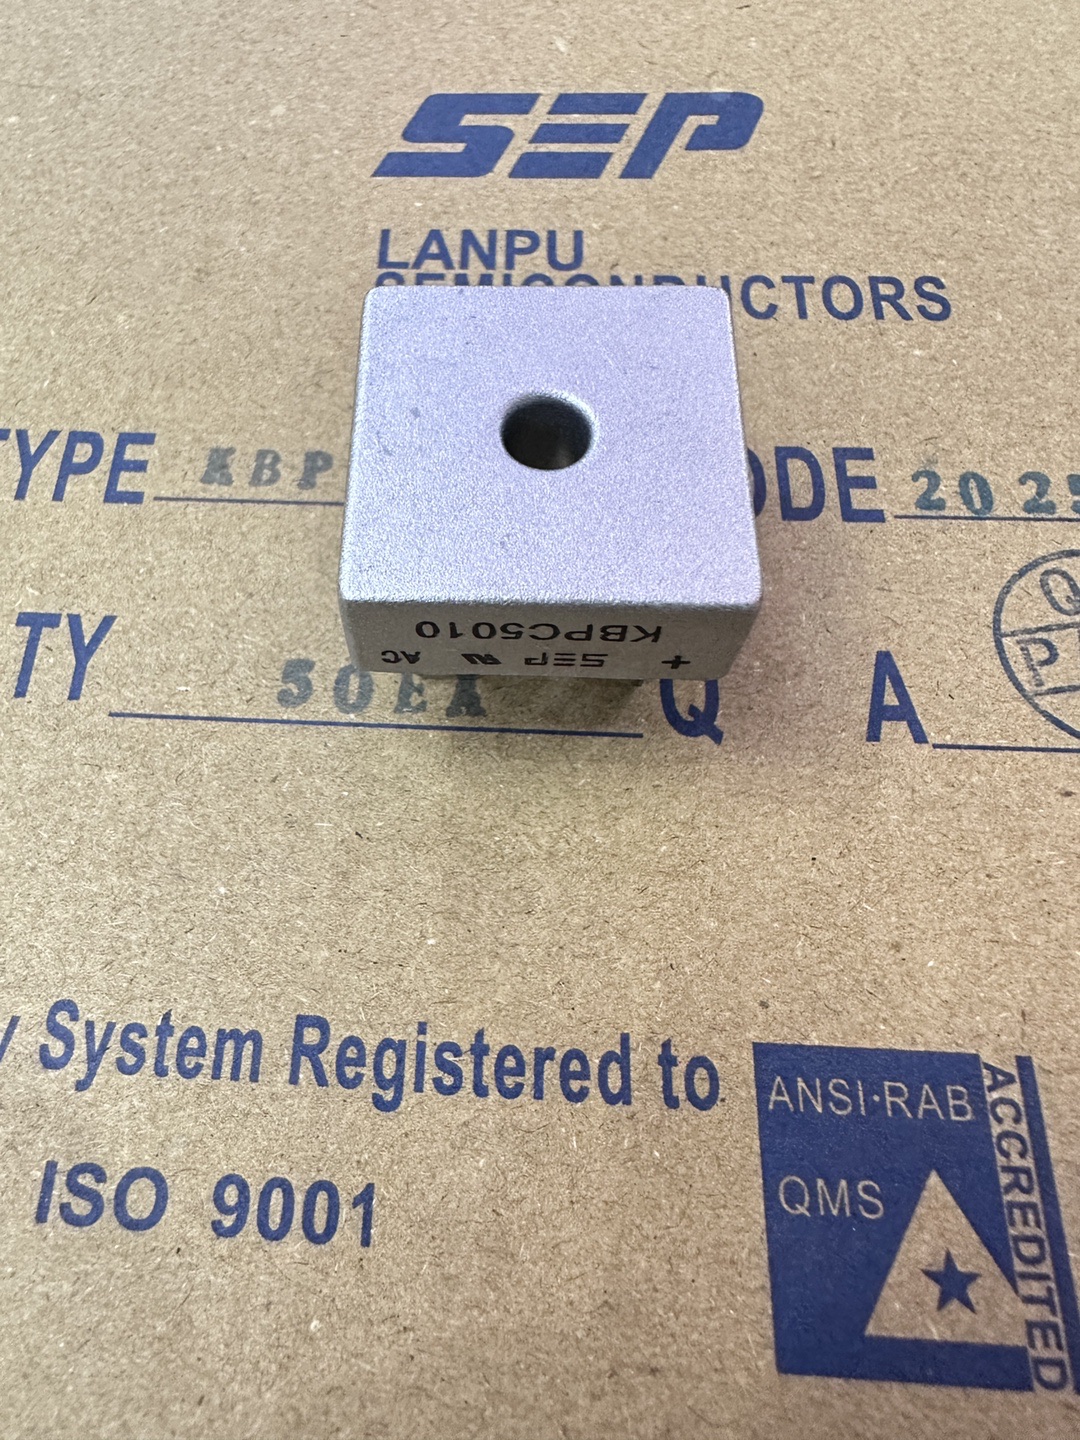 SEP
LANPU
SEMICONDUCTORS
TYPE KBP
ODE 202
KBPC5010
+ SEP AC
TY 50EA Q A
System Registered to
ISO 9001
ANSI·RAB
QMS
ACCREDITED